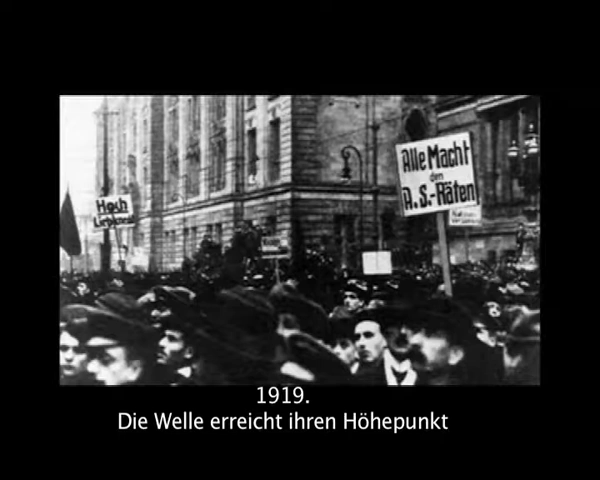 Hoch
Liebknecht
Alle Macht
den
A.S.-Räten
1919.
Die Welle erreicht ihren Höhepunkt